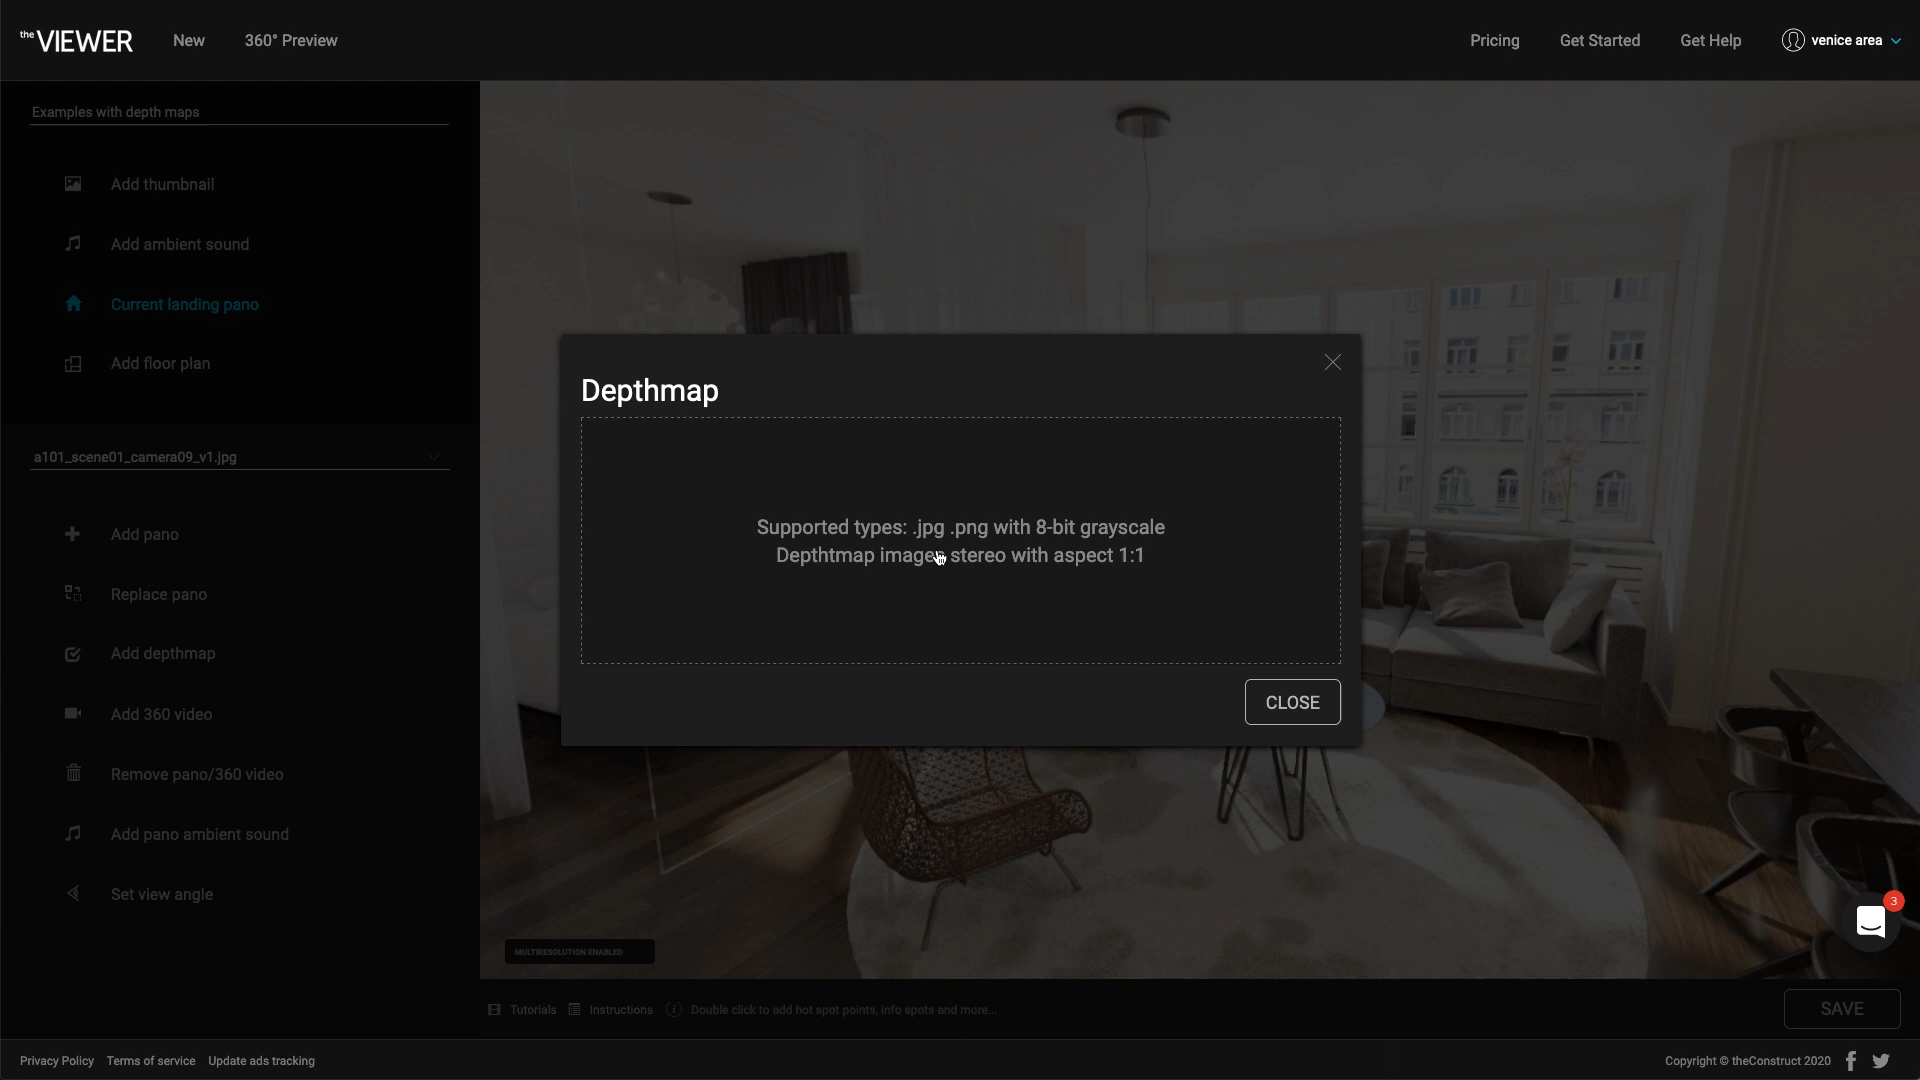 the VIEWER
New
360° Preview
Pricing
Get Started
Get Help
venice area
Examples with depth maps
Add thumbnail
Add ambient sound
Current landing pano
Add floor plan
a101_scene01_camera09_v1.jpg
Add pano
Replace pano
Add depthmap
Add 360 video
Remove pano/360 video
Add pano ambient sound
Set view angle
Depthmap
Supported types: .jpg .png with 8-bit grayscale
Depthtmap images stereo with aspect 1:1
CLOSE
3
MULTIRESOLUTION ENABLED
Tutorials
Instructions
Double click to add hot spot points, info spots and more...
SAVE
Privacy Policy
Terms of service
Update ads tracking
Copyright © theConstruct 2020